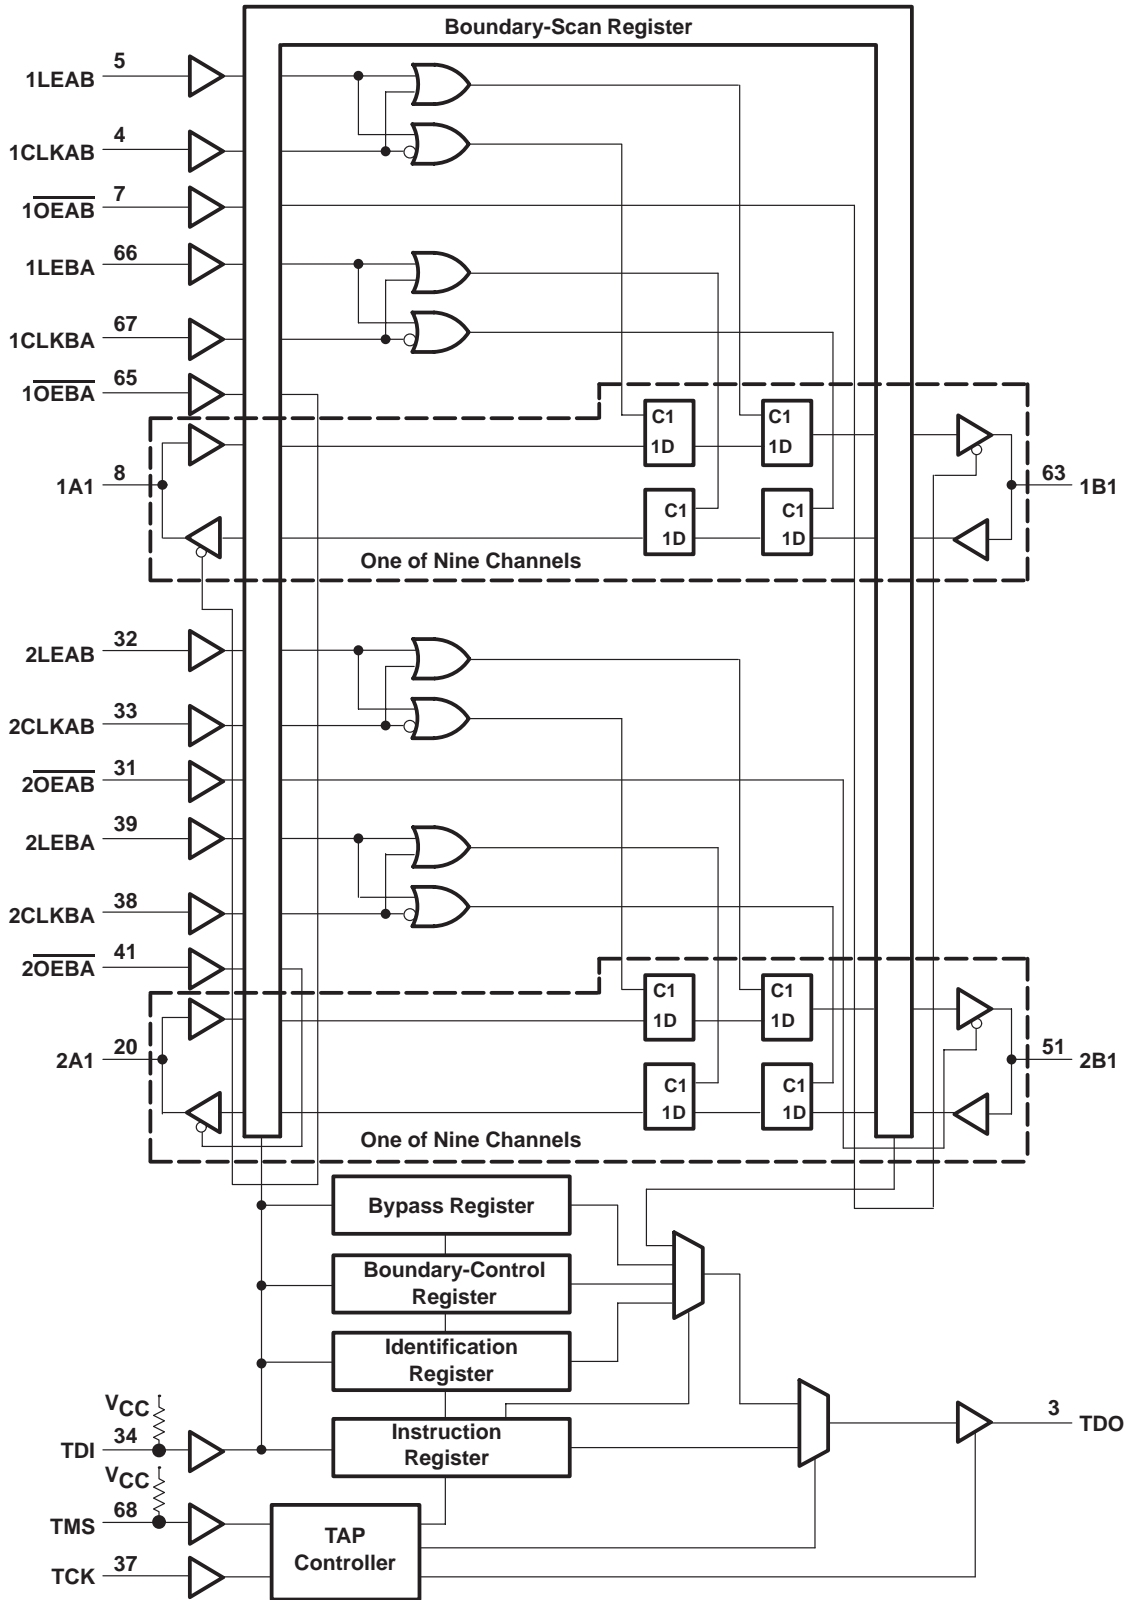 Boundary-Scan Register
5
1LEAB
4
1CLKAB
7
1O̅E̅A̅B̅
66
1LEBA
67
1CLKBA
65
1O̅E̅B̅A̅
C1
1D
C1
1D
8
1A1
63
1B1
C1
1D
C1
1D
One of Nine Channels
32
2LEAB
33
2CLKAB
31
2O̅E̅A̅B̅
39
2LEBA
38
2CLKBA
41
2O̅E̅B̅A̅
C1
1D
C1
1D
20
2A1
51
2B1
C1
1D
C1
1D
One of Nine Channels
Bypass Register
Boundary-Control
Register
Identification
Register
VCC
34
TDI
Instruction
Register
3
TDO
VCC
68
TMS
TAP
Controller
37
TCK